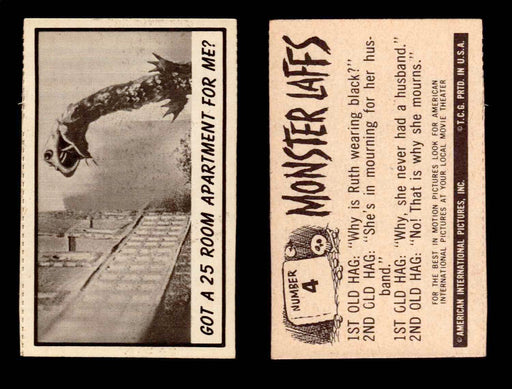 GOT A 25 ROOM APARTMENT FOR ME?
MONSTER LAFFS
NUMBER
4
1ST OLD HAG: "Why is Ruth wearing black?"
2ND OLD HAG: "She's in mourning for her hus-
band."
1ST OLD HAG: "Why, she never had a husband."
2ND OLD HAG: "No! That is why she mourns."
FOR THE BEST IN MOTION PICTURES LOOK FOR AMERICAN
INTERNATIONAL PICTURES AT YOUR LOCAL MOVIE THEATER
©AMERICAN INTERNATIONAL PICTURES, INC. ©T.C.G. PRTD. IN U.S.A.